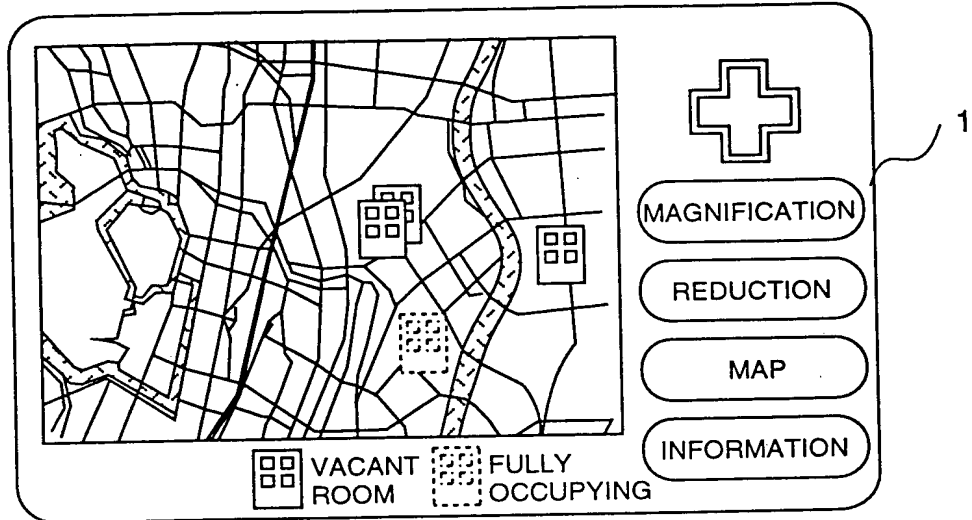 1
MAGNIFICATION
REDUCTION
MAP
INFORMATION
VACANT
ROOM
FULLY
OCCUPYING